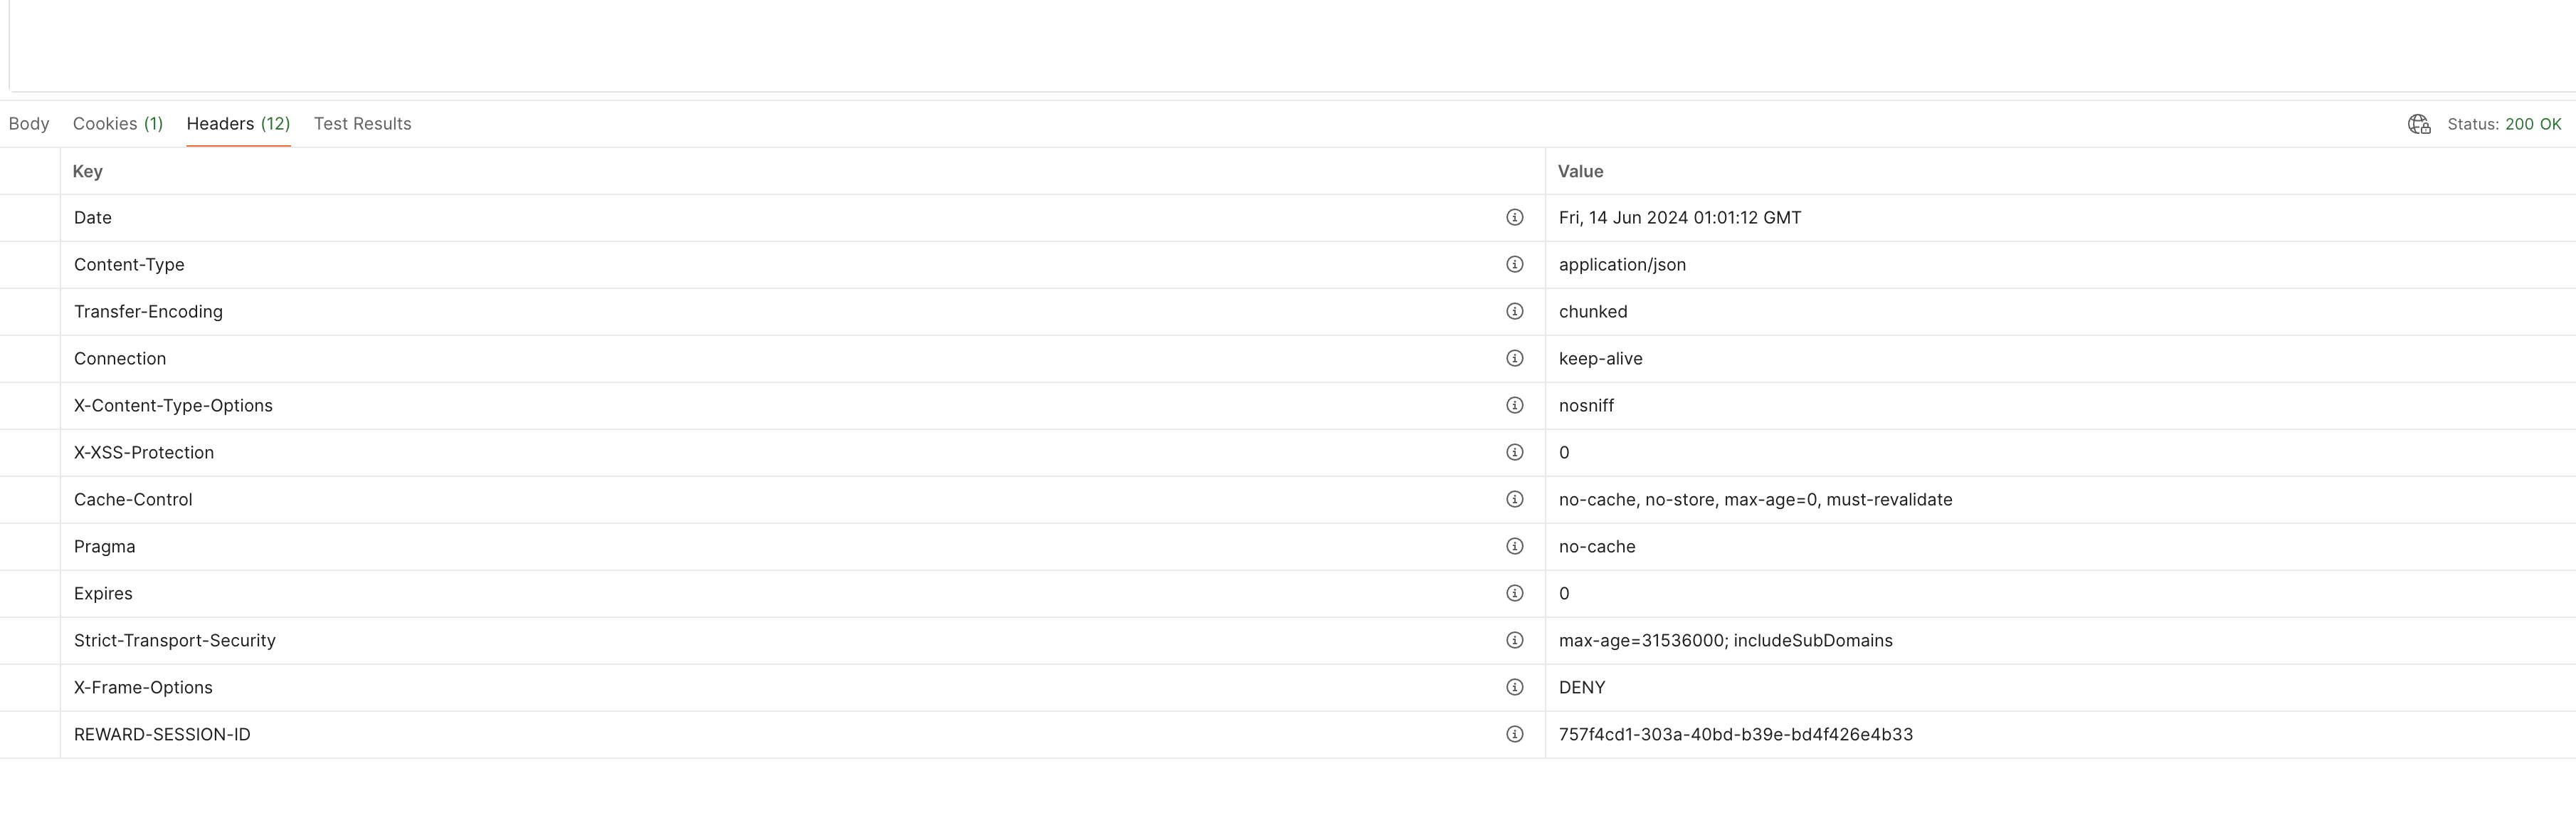 Body Cookies (1) Headers (12) Test Results Status: 200 OK
Key Value
Date Fri, 14 Jun 2024 01:01:12 GMT
Content-Type application/json
Transfer-Encoding chunked
Connection keep-alive
X-Content-Type-Options nosniff
X-XSS-Protection 0
Cache-Control no-cache, no-store, max-age=0, must-revalidate
Pragma no-cache
Expires 0
Strict-Transport-Security max-age=31536000; includeSubDomains
X-Frame-Options DENY
REWARD-SESSION-ID 757f4cd1-303a-40bd-b39e-bd4f426e4b33